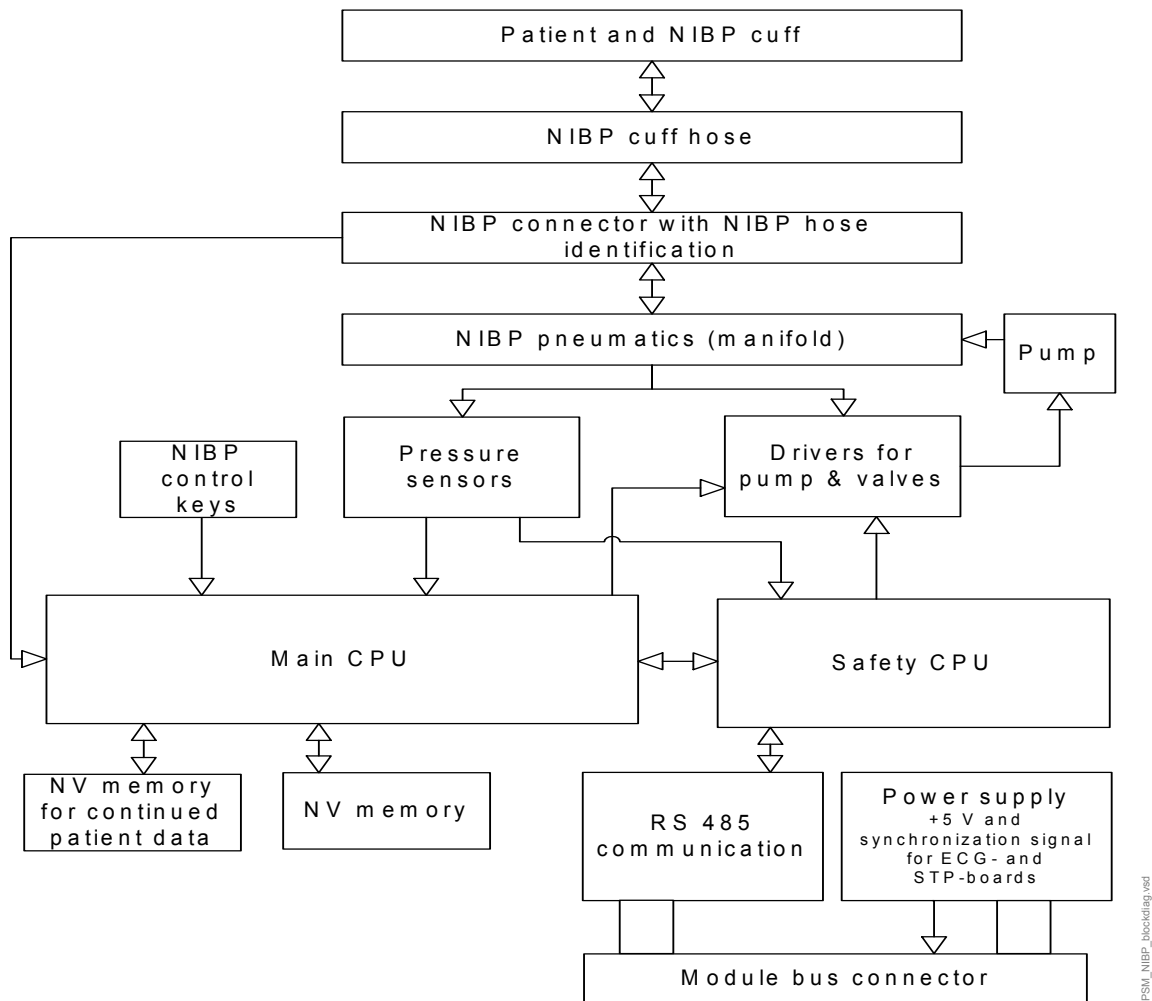 Patient and NIBP cuff
NIBP cuff hose
NIBP connector with NIBP hose
identification
NIBP pneumatics (manifold)
Pump
NIBP
control
keys
Pressure
sensors
Drivers for
pump & valves
Main CPU
Safety CPU
NV memory
for continued
patient data
NV memory
RS 485
communication
Power supply
+5 V and
synchronization signal
for ECG- and
STP-boards
Module bus connector
PSM_NIBP_blockdiag.vsd